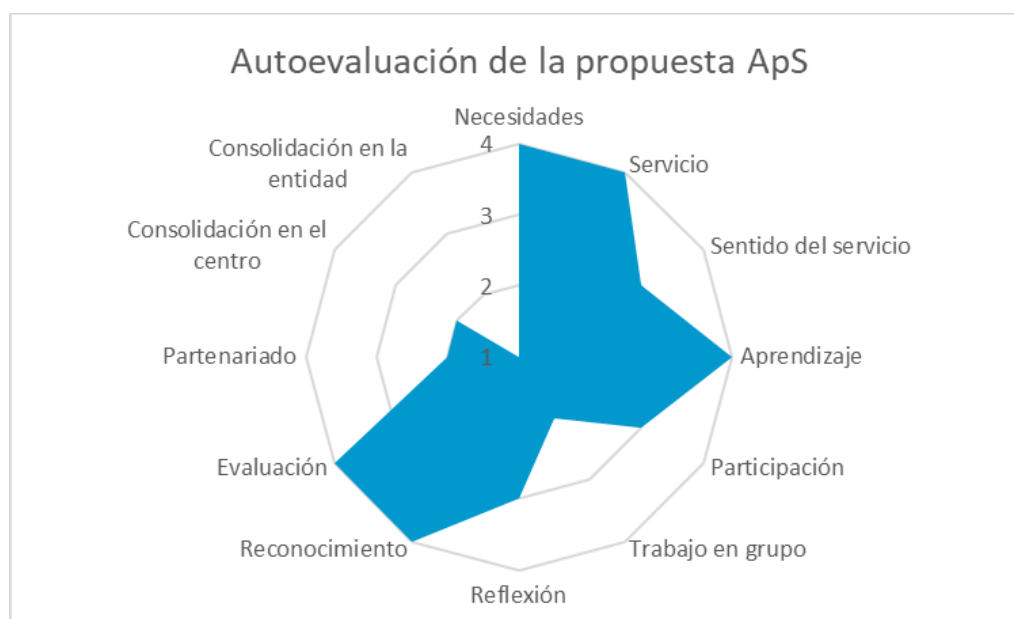 Autoevaluación de la propuesta ApS
Necesidades
Servicio
Sentido del servicio
Aprendizaje
Participación
Trabajo en grupo
Reflexión
Reconocimiento
Evaluación
Partenariado
Consolidación en el
centro
Consolidación en la
entidad
4
3
2
1